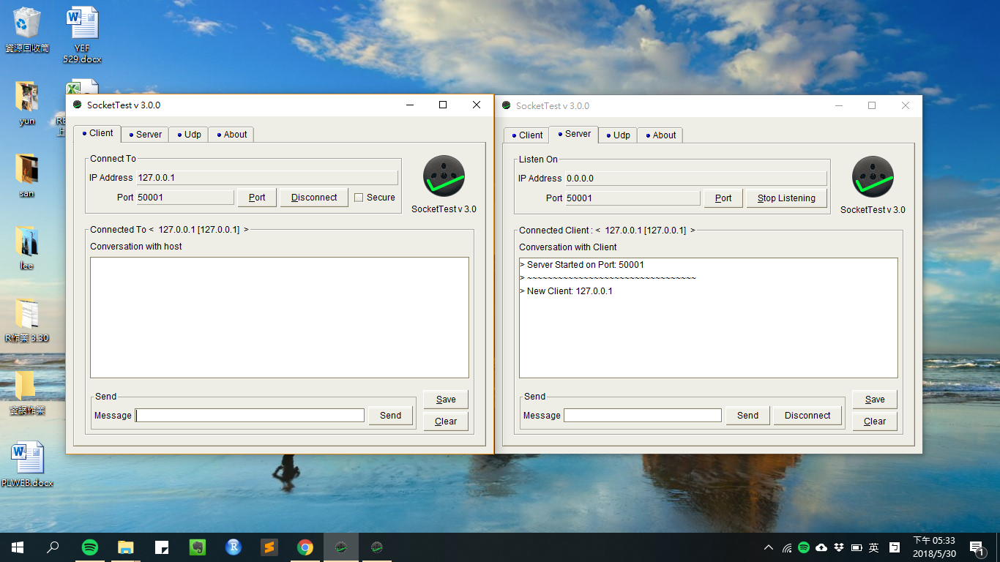 資源回收筒
YEF
529.docx
yun
san
lee
R作業 3.30
資網作業
PLWEB.docx
SocketTest v 3.0.0
Client
Server
Udp
About
Connect To
IP Address 127.0.0.1
Port 50001 Port Disconnect Secure
SocketTest v 3.0
Connected To < 127.0.0.1 [127.0.0.1] >
Conversation with host
Send
Message Send
Save
Clear
SocketTest v 3.0.0
Client
Server
Udp
About
Listen On
IP Address 0.0.0.0
Port 50001 Port Stop Listening
SocketTest v 3.0
Connected Client : < 127.0.0.1 [127.0.0.1] >
Conversation with Client
> Server Started on Port: 50001
> ~~~~~~~~~~~~~~~~~~~~~~~~~~~~~~~~~
> New Client: 127.0.0.1
Send
Message Send Disconnect
Save
Clear
英
下午 05:33
2018/5/30
1